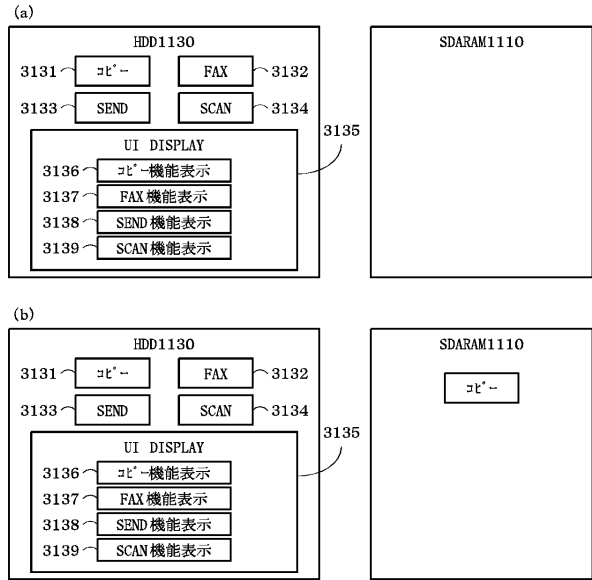 (a)
HDD1130
SDARAM1110
3131 コピー FAX 3132
3133 SEND SCAN 3134
3135
UI DISPLAY
3136 コピー機能表示
3137 FAX機能表示
3138 SEND機能表示
3139 SCAN機能表示
(b)
HDD1130
SDARAM1110
3131 コピー FAX 3132
コピー
3133 SEND SCAN 3134
3135
UI DISPLAY
3136 コピー機能表示
3137 FAX機能表示
3138 SEND機能表示
3139 SCAN機能表示